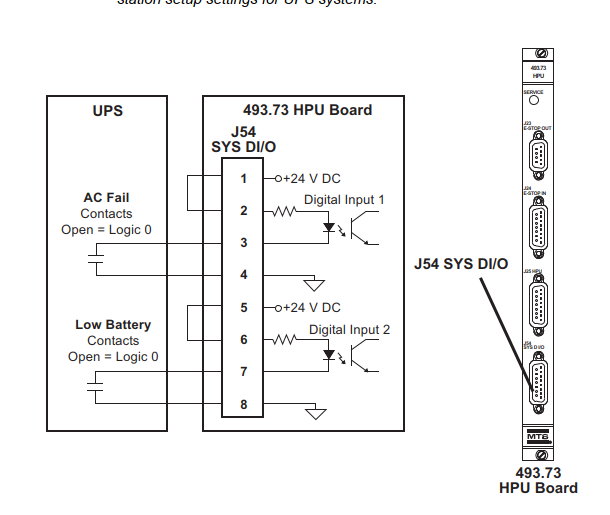 station setup settings for UPS systems.
UPS
AC Fail
Contacts
Open = Logic 0
Low Battery
Contacts
Open = Logic 0
493.73 HPU Board
J54
SYS DI/O
1
+24 V DC
Digital Input 1
2
3
4
5
+24 V DC
Digital Input 2
6
7
8
J54 SYS DI/O
493.73
HPU
SERVICE
J23
E-STOP OUT
J24
E-STOP IN
J25 HPU
J54
SYS DI/O
MTS
493.73
HPU Board